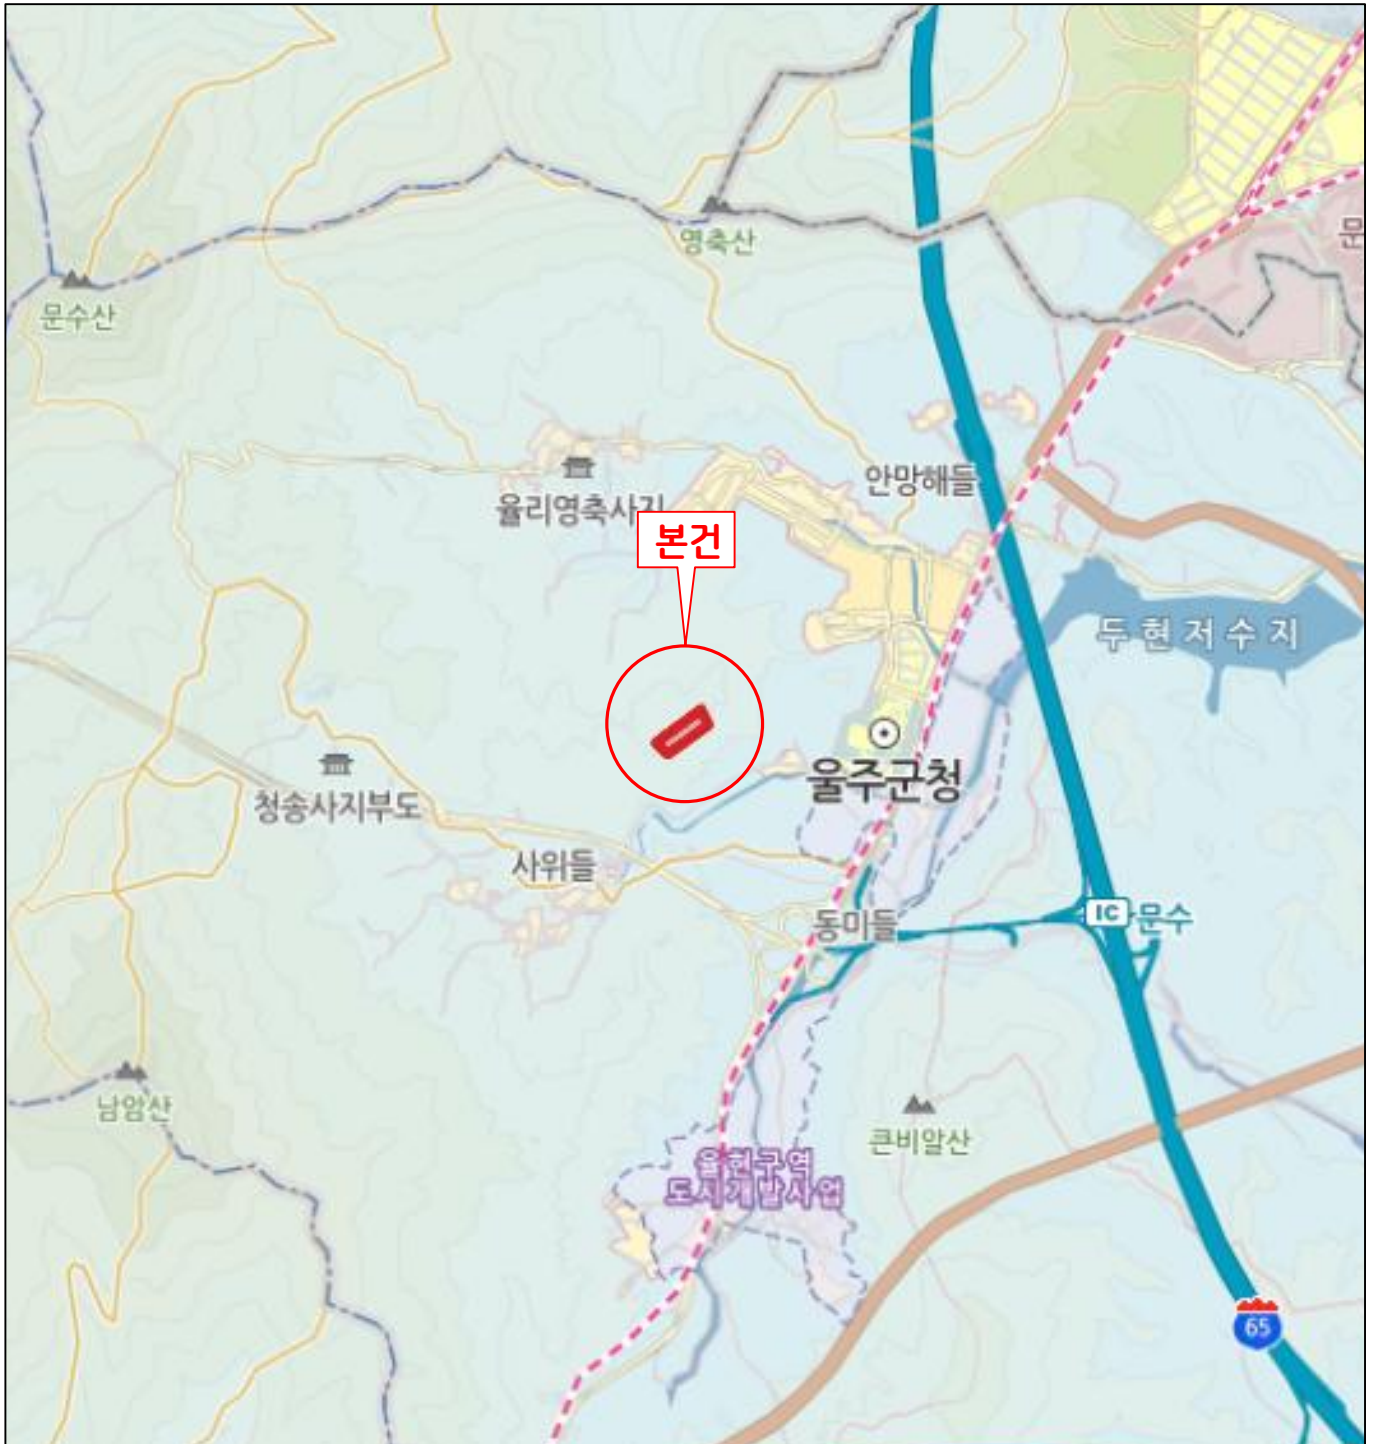 영축산
문
문수산
안망해들
율리영축사지
본건
두현저수지
울주군청
청송사지부도
사위들
IC
문수
동미들
남암산
큰비알산
율현구역
도시개발사업
65